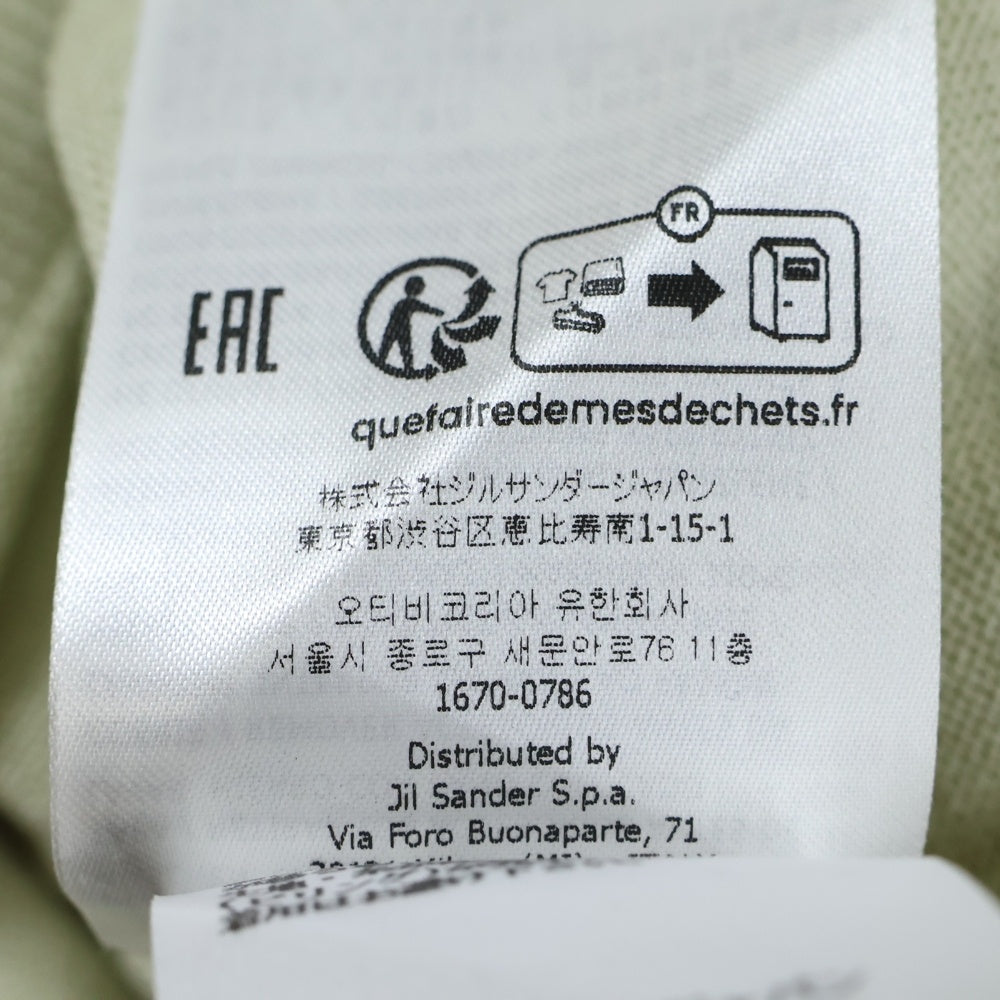 FR
EAC
quefairedemesdechets.fr
株式会社ジルサンダージャパン
東京都渋谷区恵比寿南1-15-1
오티비코리아 유한회사
서울시 종로구 새문안로76 11층
1670-0786
Distributed by
Jil Sander S.p.a.
Via Foro Buonaparte, 71